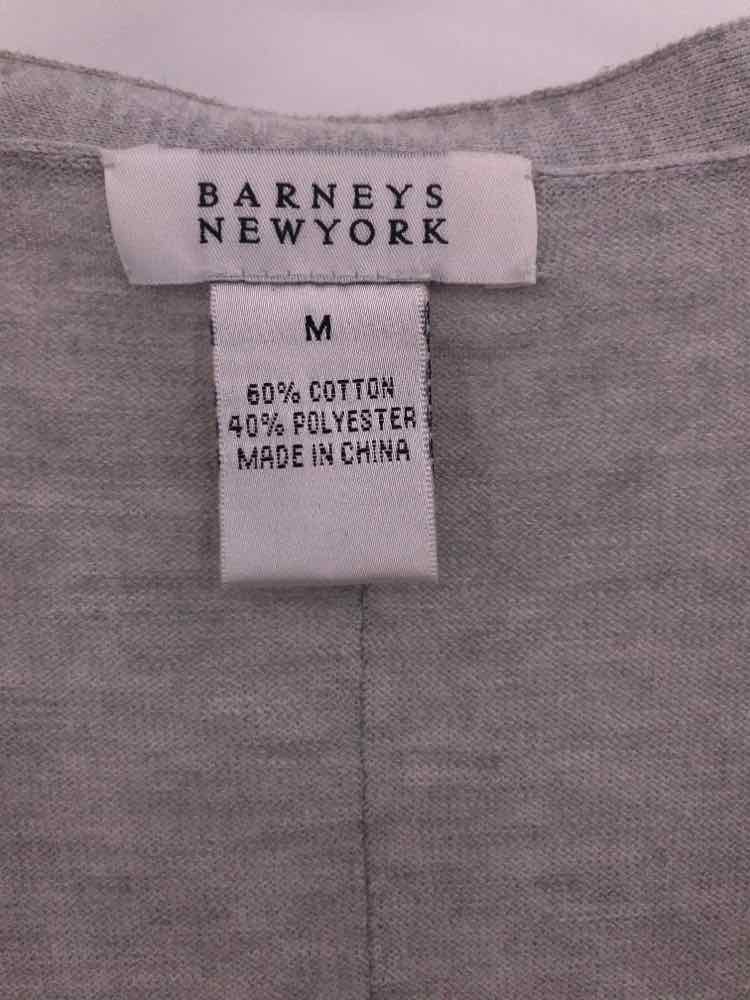 BARNEYS
NEWYORK
M
60% COTTON
40% POLYESTER
MADE IN CHINA